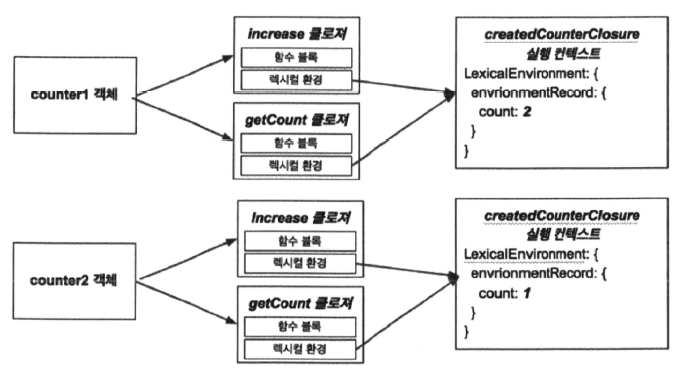 increase 클로저
함수 블록
렉시컬 환경
counter1 객체
getCount 클로져
함수 블록
렉시컬 환경
createdCounterClosure
실행 컨텍스트
LexicalEnvironment: {
envrionmentRecord: {
count: 2
}
}
Increase 클로져
함수 블록
렉시컬 환경
counter2 객체
getCount 클로져
함수 블록
렉시컬 환경
createdCounterClosure
실행 컨텍스트
LexicalEnvironment: {
envrionmentRecord: {
count: 1
}
}